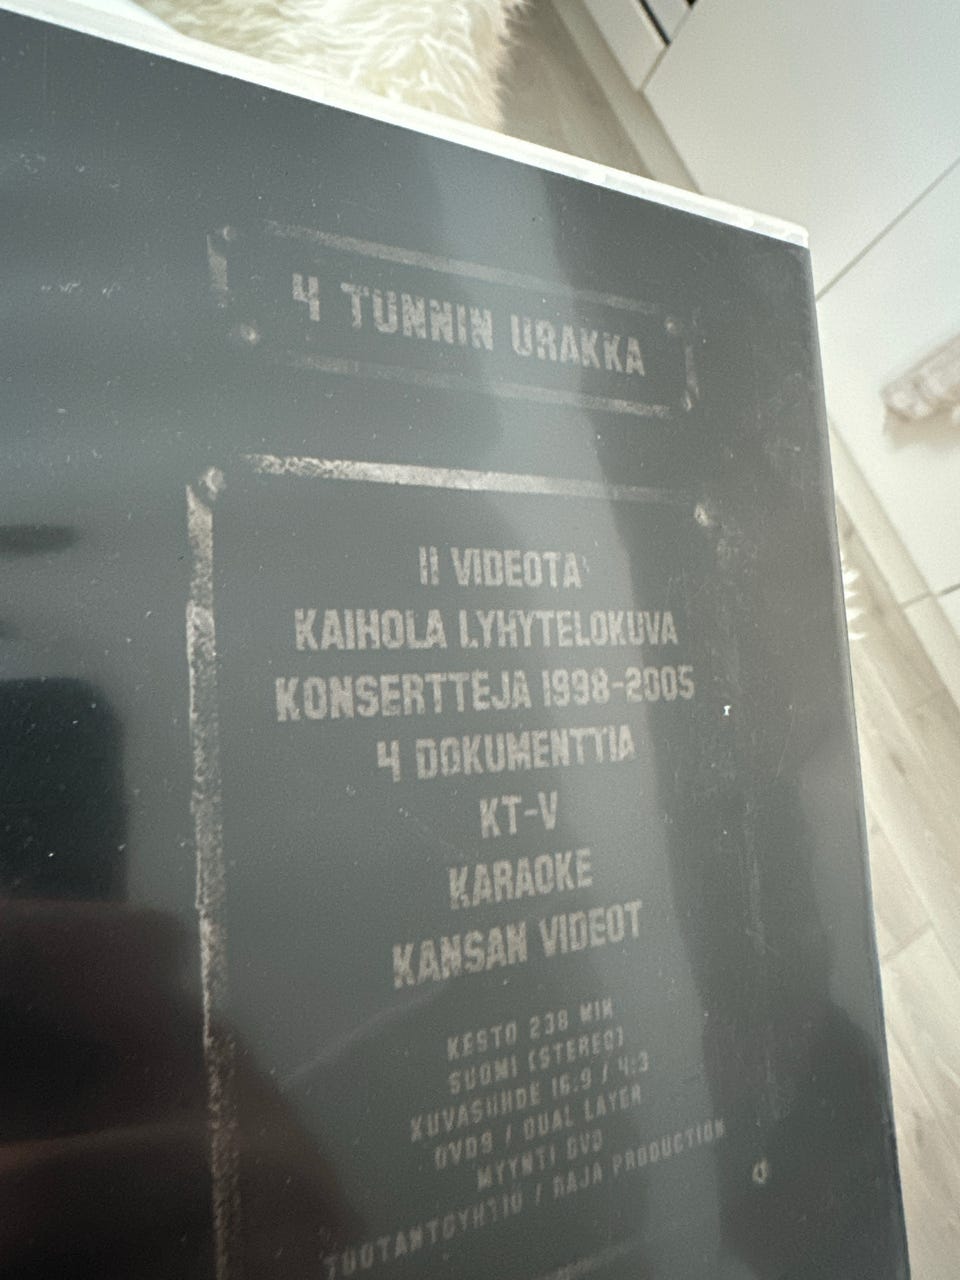 4 TUNNIN URAKKA
11 VIDEOTA
KAIHOLA LYHYTELOKUVA
KONSERTTEJA 1998-2005
4 DOKUMENTTIA
KT-V
KARAOKE
KANSAN VIDEOT
KESTO 238 MIN
SUOMI (STEREO)
KUVASUHDE 16:9 / 4:3
DVD9 / DUAL LAYER
MYYNTI DVD
TUOTANTOYHTIÖ / RAJA PRODUCTION